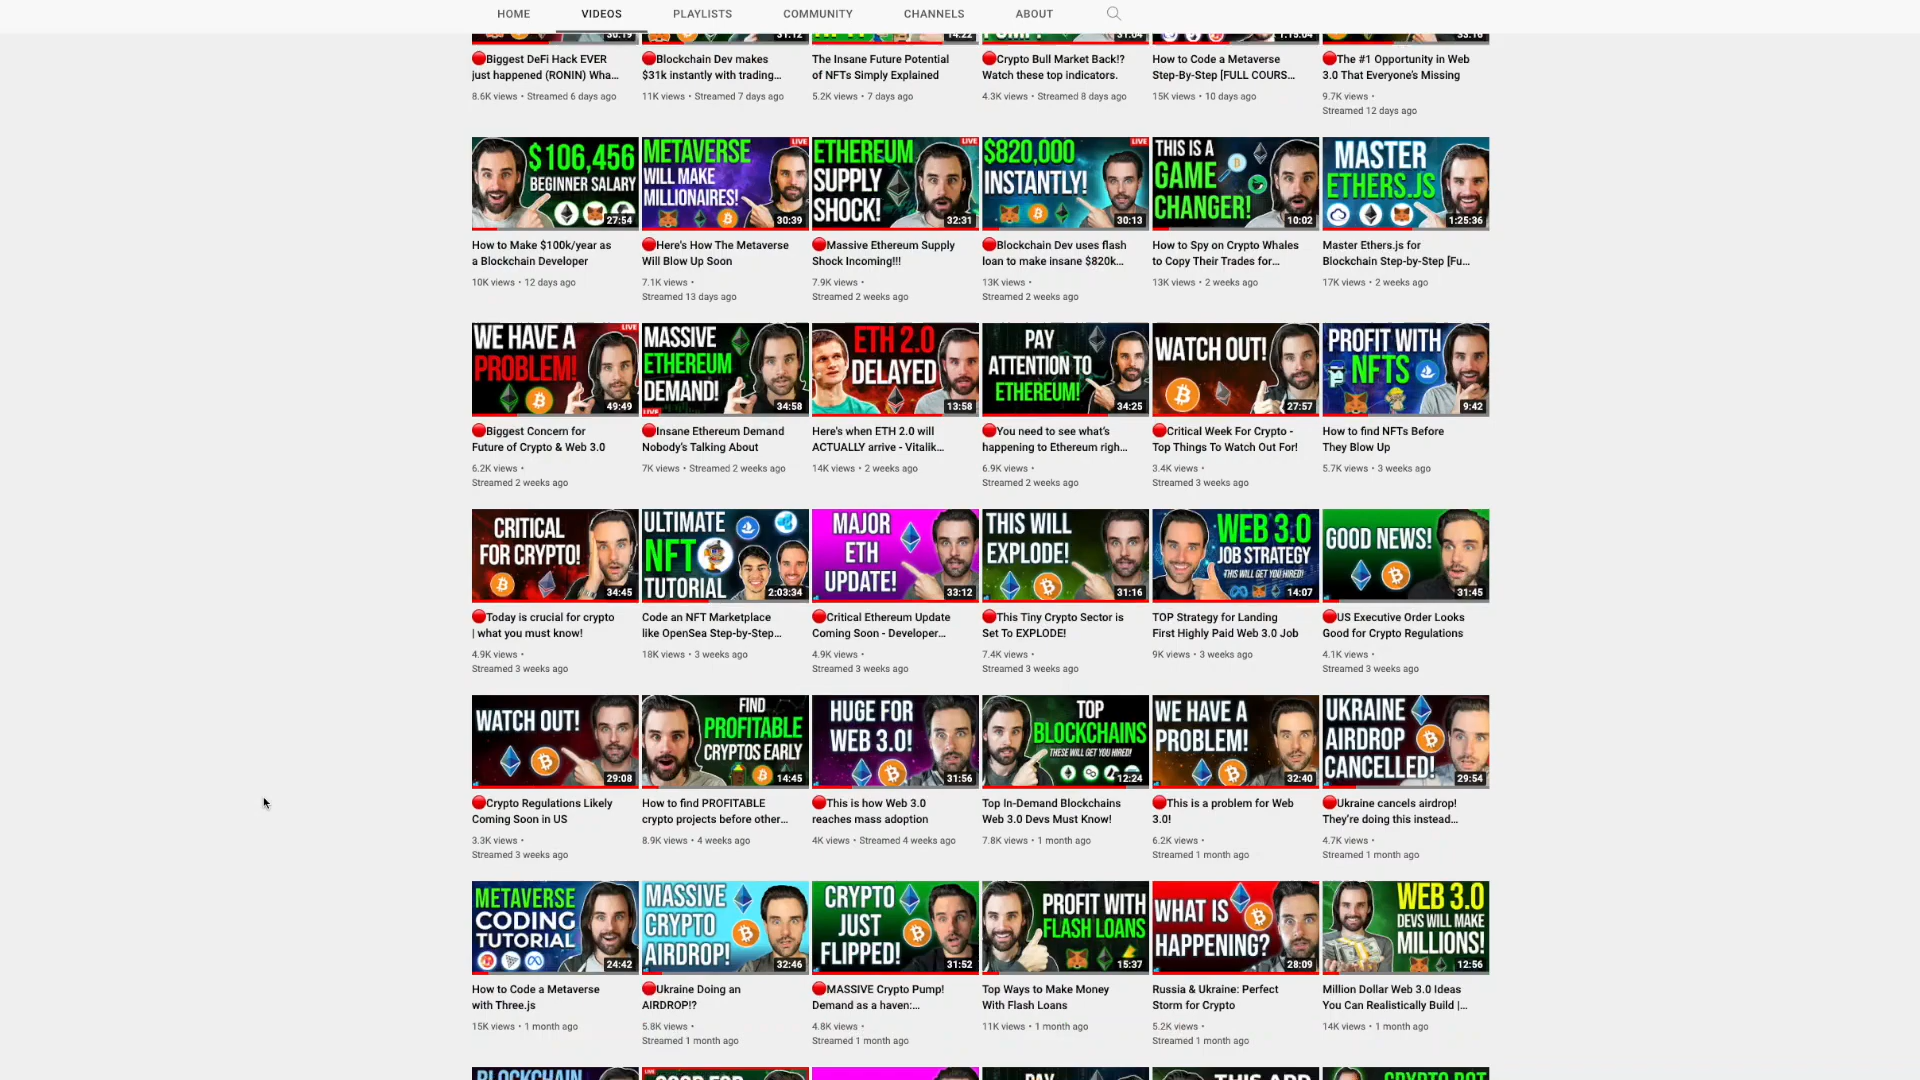 HOME VIDEOS PLAYLISTS COMMUNITY CHANNELS ABOUT
30:19 31:12 14:22 31:04 1:15:04 33:16
🔴Biggest DeFi Hack EVER
just happened (RONIN) Wha...
8.6K views • Streamed 6 days ago
🔴Blockchain Dev makes
$31k instantly with trading...
11K views • Streamed 7 days ago
The Insane Future Potential
of NFTs Simply Explained
5.2K views • 7 days ago
🔴Crypto Bull Market Back!?
Watch these top indicators.
4.3K views • Streamed 8 days ago
How to Code a Metaverse
Step-By-Step [FULL COURS...
15K views • 10 days ago
🔴The #1 Opportunity in Web
3.0 That Everyone's Missing
9.7K views •
Streamed 12 days ago
$106,456
BEGINNER SALARY
27:54
How to Make $100k/year as
a Blockchain Developer
10K views • 12 days ago
LIVE
METAVERSE
WILL MAKE
MILLIONAIRES!
30:39
🔴Here's How The Metaverse
Will Blow Up Soon
7.1K views •
Streamed 13 days ago
LIVE
ETHEREUM
SUPPLY
SHOCK!
32:31
🔴Massive Ethereum Supply
Shock Incoming!!!
7.9K views •
Streamed 2 weeks ago
LIVE
$820,000
INSTANTLY!
30:13
🔴Blockchain Dev uses flash
loan to make insane $820k...
13K views •
Streamed 2 weeks ago
THIS IS A
GAME
CHANGER!
10:02
How to Spy on Crypto Whales
to Copy Their Trades for...
13K views • 2 weeks ago
MASTER
ETHERS.JS
1:25:36
Master Ethers.js for
Blockchain Step-by-Step [Fu...
17K views • 2 weeks ago
LIVE
WE HAVE A
PROBLEM!
49:49
🔴Biggest Concern for
Future of Crypto & Web 3.0
6.2K views •
Streamed 2 weeks ago
MASSIVE
ETHEREUM
DEMAND!
LIVE
34:58
🔴Insane Ethereum Demand
Nobody's Talking About
7K views • Streamed 2 weeks ago
ETH 2.0
DELAYED
13:58
Here's when ETH 2.0 will
ACTUALLY arrive - Vitalik...
14K views • 2 weeks ago
PAY
ATTENTION TO
ETHEREUM!
34:25
🔴You need to see what's
happening to Ethereum righ...
6.9K views •
Streamed 2 weeks ago
WATCH OUT!
27:57
🔴Critical Week For Crypto -
Top Things To Watch Out For!
3.4K views •
Streamed 3 weeks ago
PROFIT WITH
NFTS
9:42
How to find NFTs Before
They Blow Up
5.7K views • 3 weeks ago
CRITICAL
FOR CRYPTO!
34:45
🔴Today is crucial for crypto
| what you must know!
4.9K views •
Streamed 3 weeks ago
ULTIMATE
NFT
TUTORIAL
2:03:34
Code an NFT Marketplace
like OpenSea Step-by-Step...
18K views • 3 weeks ago
MAJOR
ETH
UPDATE!
33:12
🔴Critical Ethereum Update
Coming Soon - Developer...
4.9K views •
Streamed 3 weeks ago
THIS WILL
EXPLODE!
31:16
🔴This Tiny Crypto Sector is
Set To EXPLODE!
7.4K views •
Streamed 3 weeks ago
WEB 3.0
JOB STRATEGY
THIS WILL GET YOU HIRED!
14:07
TOP Strategy for Landing
First Highly Paid Web 3.0 Job
9K views • 3 weeks ago
GOOD NEWS!
31:45
🔴US Executive Order Looks
Good for Crypto Regulations
4.1K views •
Streamed 3 weeks ago
WATCH OUT!
29:08
🔴Crypto Regulations Likely
Coming Soon in US
3.3K views •
Streamed 3 weeks ago
FIND
PROFITABLE
CRYPTOS EARLY
14:45
How to find PROFITABLE
crypto projects before other...
8.9K views • 4 weeks ago
HUGE FOR
WEB 3.0!
31:56
🔴This is how Web 3.0
reaches mass adoption
4K views • Streamed 4 weeks ago
TOP
BLOCKCHAINS
THESE WILL GET YOU HIRED!
12:24
Top In-Demand Blockchains
Web 3.0 Devs Must Know!
7.8K views • 1 month ago
WE HAVE A
PROBLEM!
32:40
🔴This is a problem for Web
3.0!
6.2K views •
Streamed 1 month ago
UKRAINE
AIRDROP
CANCELLED!
29:54
🔴Ukraine cancels airdrop!
They're doing this instead...
4.7K views •
Streamed 1 month ago
METAVERSE
CODING
TUTORIAL
24:42
How to Code a Metaverse
with Three.js
15K views • 1 month ago
MASSIVE
CRYPTO
AIRDROP!
32:46
🔴Ukraine Doing an
AIRDROP!?
5.8K views •
Streamed 1 month ago
CRYPTO
JUST
FLIPPED!
31:52
🔴MASSIVE Crypto Pump!
Demand as a haven:...
4.8K views •
Streamed 1 month ago
PROFIT WITH
FLASH LOANS
15:37
Top Ways to Make Money
With Flash Loans
11K views • 1 month ago
WHAT IS
HAPPENING?
28:09
Russia & Ukraine: Perfect
Storm for Crypto
5.2K views •
Streamed 1 month ago
WEB 3.0
DEVS WILL MAKE
MILLIONS!
12:56
Million Dollar Web 3.0 Ideas
You Can Realistically Build |...
14K views • 1 month ago
BLOCKCHAIN
LIVE
GOOD FOR
PAY
THIS APP
CRYPTO BOT